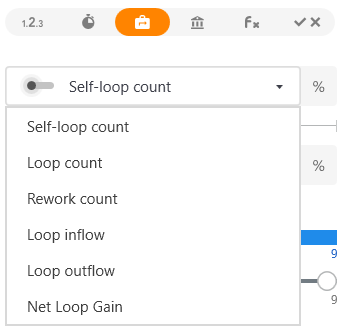 1.2.3
fx
Self-loop count
%
Self-loop count
Loop count
%
Rework count
Loop inflow
9
Loop outflow
9
Net Loop Gain